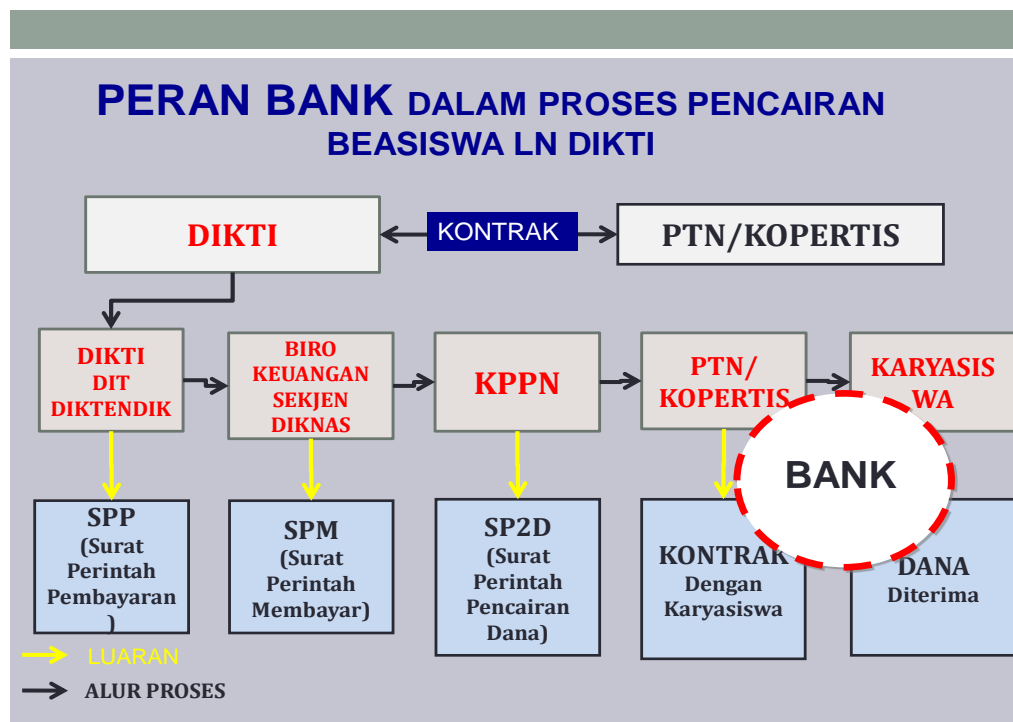 PERAN BANK DALAM PROSES PENCAIRAN
BEASISWA LN DIKTI
DIKTI
KONTRAK
PTN/KOPERTIS
DIKTI
DIT
DIKTENDIK
BIRO
KEUANGAN
SEKJEN
DIKNAS
KPPN
PTN/
KOPERTIS
KARYASIS
WA
BANK
SPP
(Surat
Perintah
Pembayaran
)
SPM
(Surat
Perintah
Membayar)
SP2D
(Surat
Perintah
Pencairan
Dana)
KONTRAK
Dengan
Karyasiswa
DANA
Diterima
LUARAN
ALUR PROSES